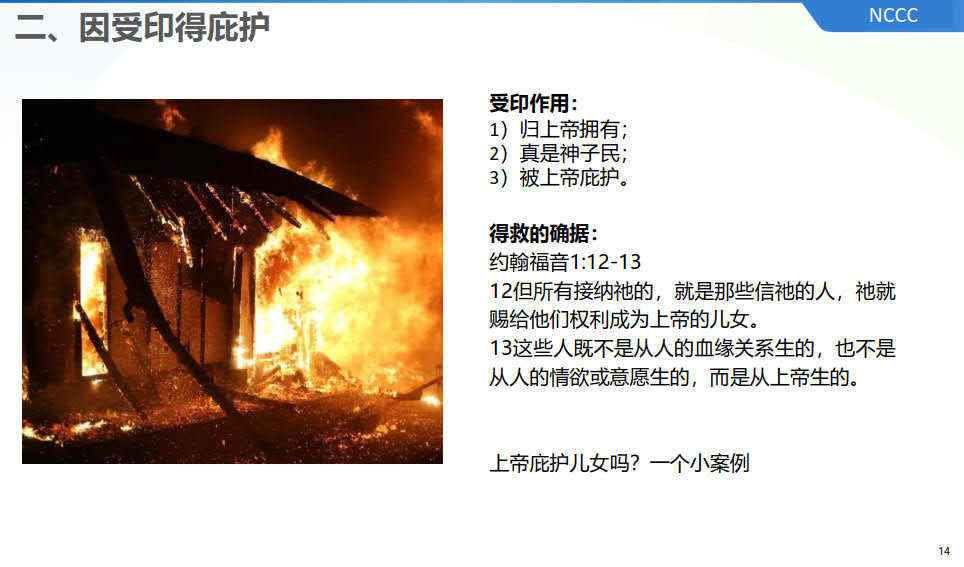 二、因受印得庇护
NCCC
受印作用：
1）归上帝拥有；
2）真是神子民；
3）被上帝庇护。
得救的确据：
约翰福音1:12-13
12但所有接纳祂的，就是那些信祂的人，祂就
赐给他们权利成为上帝的儿女。
13这些人既不是从人的血缘关系生的，也不是
从人的情欲或意愿生的，而是从上帝生的。
上帝庇护儿女吗？一个小案例
14